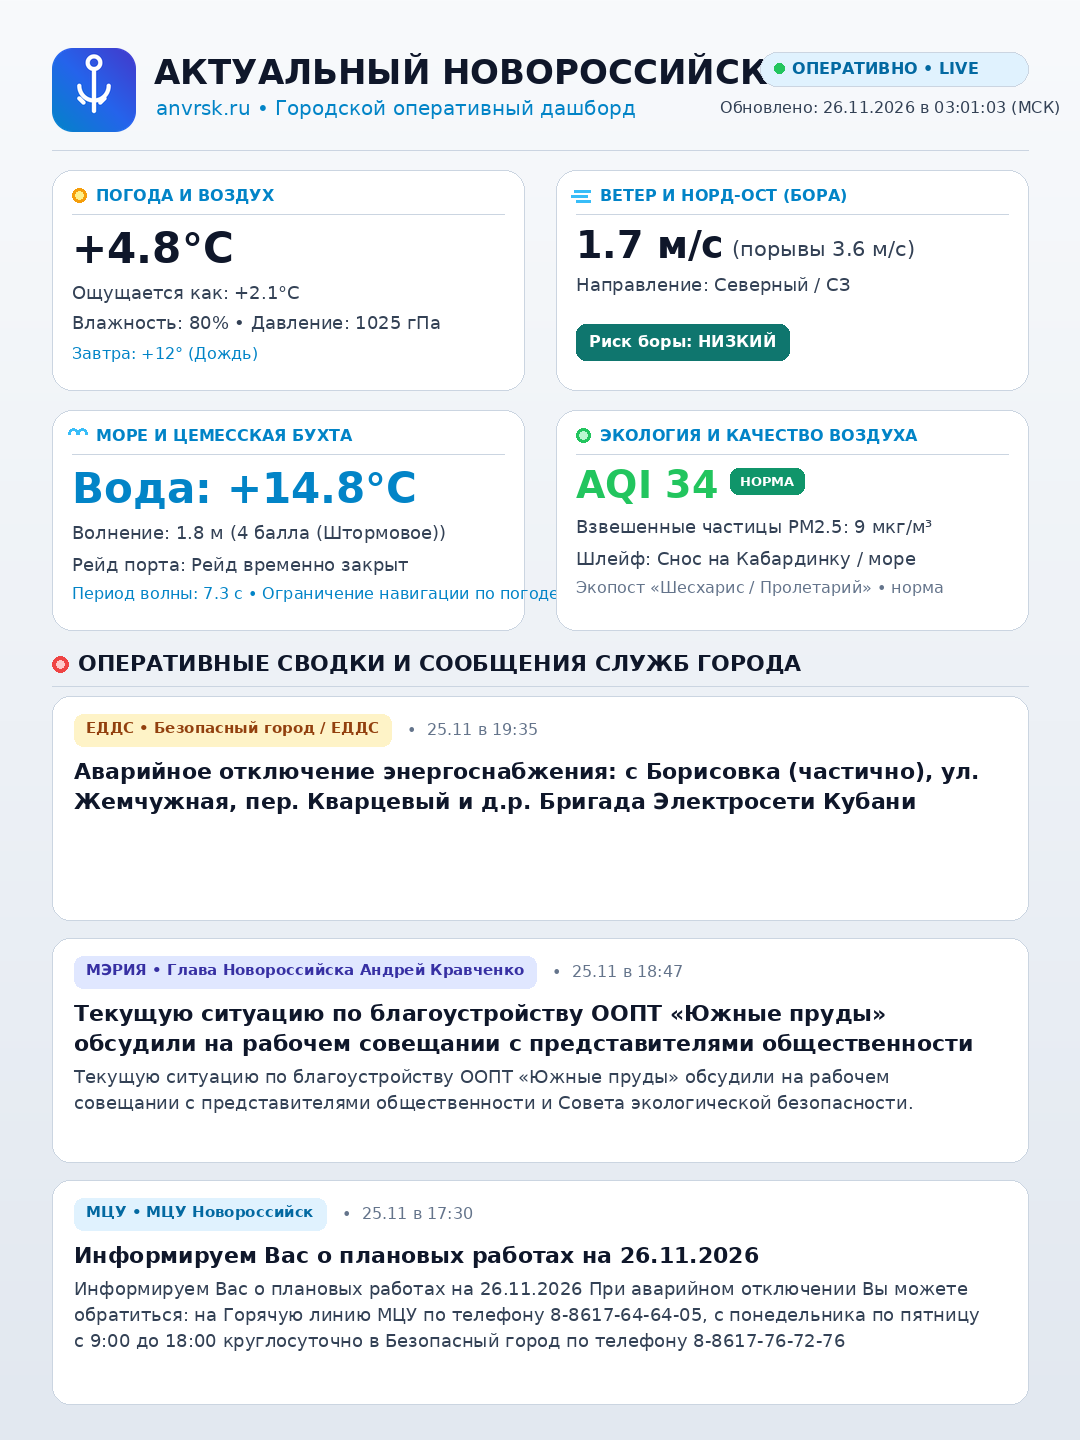 АКТУАЛЬНЫЙ НОВОРОССИЙСК
ОПЕРАТИВНО • LIVE
anvrsk.ru • Городской оперативный дашборд
Обновлено: 26.11.2026 в 03:01:03 (МСК)
ПОГОДА И ВОЗДУХ
+4.8°C
Ощущается как: +2.1°C
Влажность: 80% • Давление: 1025 гПа
Завтра: +12° (Дождь)
ВЕТЕР И НОРД-ОСТ (БОРА)
1.7 м/с (порывы 3.6 м/с)
Направление: Северный / СЗ
Риск боры: НИЗКИЙ
МОРЕ И ЦЕМЕССКАЯ БУХТА
Вода: +14.8°C
Волнение: 1.8 м (4 балла (Штормовое))
Рейд порта: Рейд временно закрыт
Период волны: 7.3 с • Ограничение навигации по погоде
ЭКОЛОГИЯ И КАЧЕСТВО ВОЗДУХА
AQI 34 НОРМА
Взвешенные частицы PM2.5: 9 мкг/м³
Шлейф: Снос на Кабардинку / море
Экопост «Шесхарис / Пролетарий» • норма
ОПЕРАТИВНЫЕ СВОДКИ И СООБЩЕНИЯ СЛУЖБ ГОРОДА
ЕДДС • Безопасный город / ЕДДС • 25.11 в 19:35
Аварийное отключение энергоснабжения: с Борисовка (частично), ул.
Жемчужная, пер. Кварцевый и д.р. Бригада Электросети Кубани
МЭРИЯ • Глава Новороссийска Андрей Кравченко • 25.11 в 18:47
Текущую ситуацию по благоустройству ООПТ «Южные пруды»
обсудили на рабочем совещании с представителями общественности
Текущую ситуацию по благоустройству ООПТ «Южные пруды» обсудили на рабочем
совещании с представителями общественности и Совета экологической безопасности.
МЦУ • МЦУ Новороссийск • 25.11 в 17:30
Информируем Вас о плановых работах на 26.11.2026
Информируем Вас о плановых работах на 26.11.2026 При аварийном отключении Вы можете
обратиться: на Горячую линию МЦУ по телефону 8-8617-64-64-05, с понедельника по пятницу
с 9:00 до 18:00 круглосуточно в Безопасный город по телефону 8-8617-76-72-76